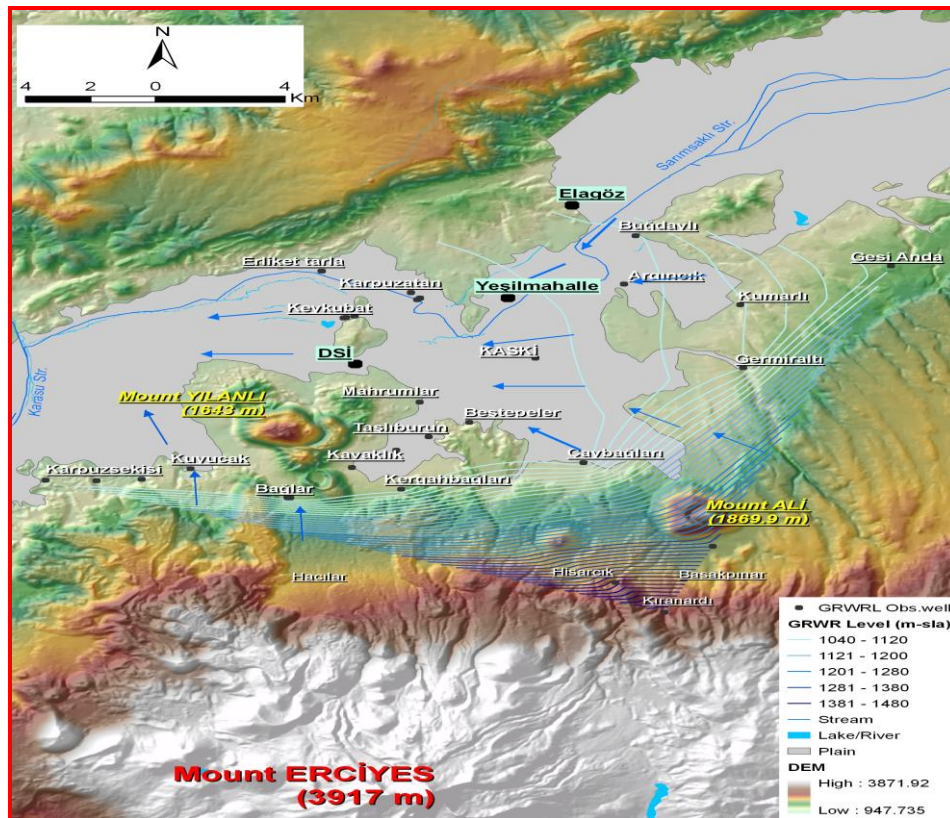 N
4 2 0 4
Km
Sarımsaklı Str.
Elagöz
Buğdaylı
Gesi Anda
Erliket tarla
Karpuzatan
Yeşilmahalle
Kumarlı
Keykubat
DSİ
KASKİ
Germiraltı
Karasu Str.
Mount YILANLI
(1643 m)
Mahrumlar
Beştepeler
Taşlıburun
Karpuzsekisi
Kuyucak
Kavaklık
Çaybağları
Bağlar
Mount ALİ
(1869.9 m)
Hacılar
Hisarcık
Başakpınar
Kıranardı
GRWRL Obs.well
GRWR Level (m-sla)
1040 - 1120
1121 - 1200
1201 - 1280
1281 - 1380
1381 - 1480
Stream
Lake/River
Plain
DEM
High : 3871.92
Low : 947.735
Mount ERCİYES
(3917 m)